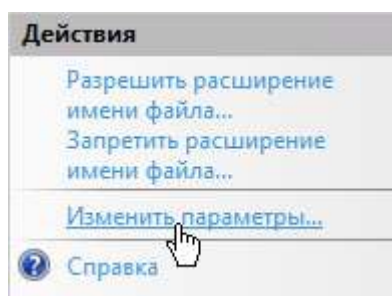 Действия
Разрешить расширение
имени файла...
Запретить расширение
имени файла...
Изменить параметры...
Справка